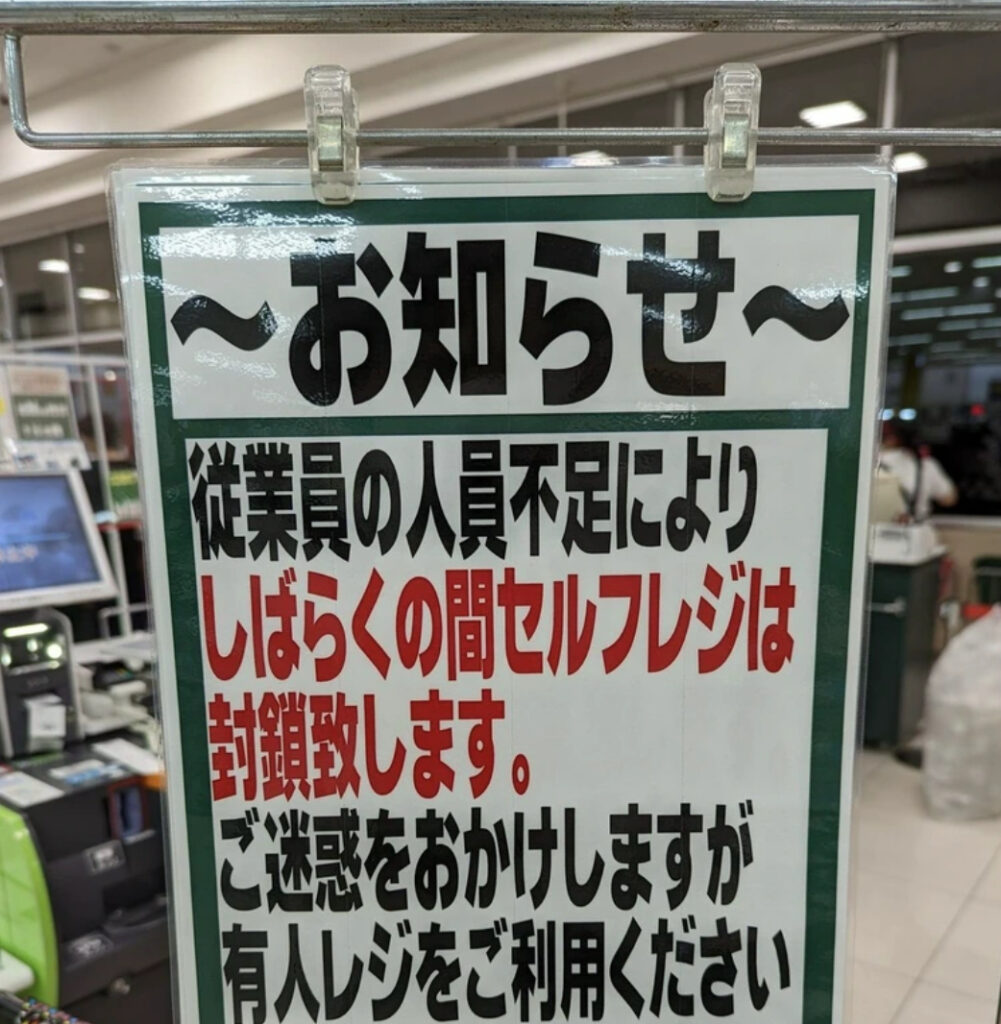 ～お知らせ～
従業員の人員不足により
しばらくの間セルフレジは
封鎖致します。
ご迷惑をおかけしますが
有人レジをご利用ください